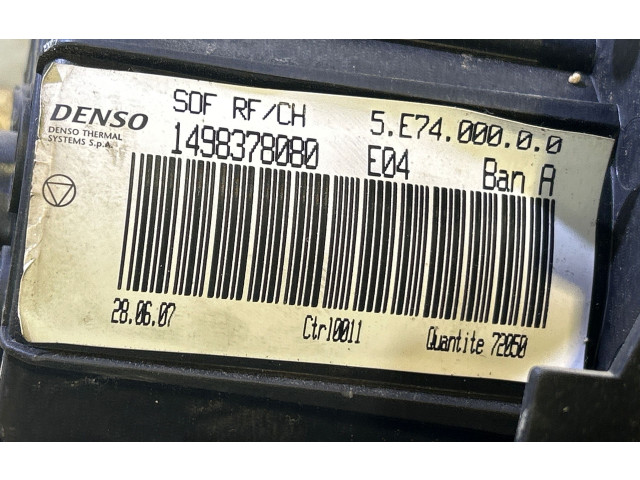 SOF RF/CH 5.E74.000.0.0
DENSO
DENSO THERMAL
SYSTEMS S.p.A.
1498378080 E04 Ban A
28.06.07 Ctrl0011 Quantite 72050